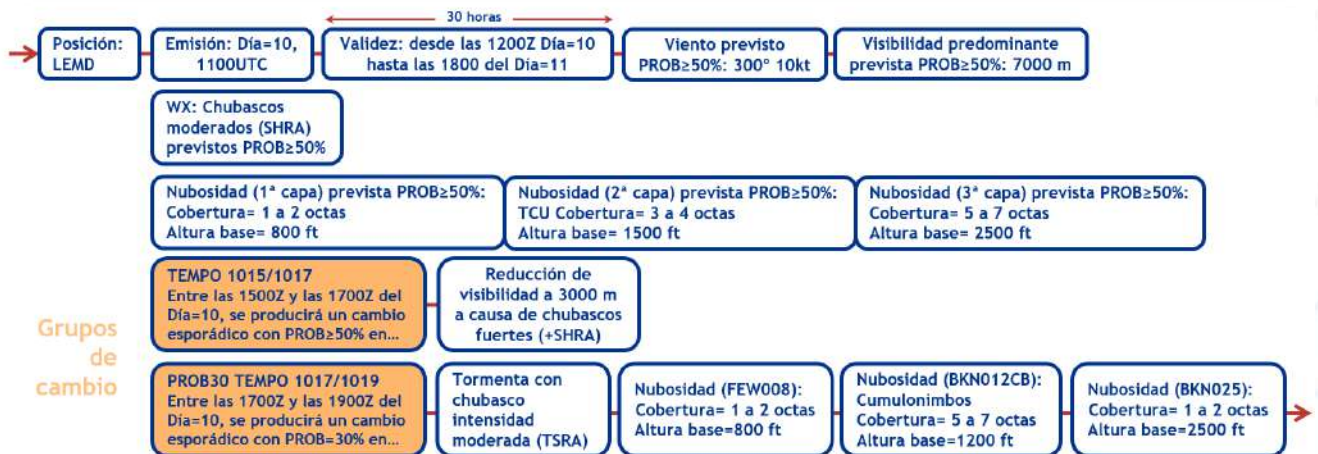 30 horas
Posición:
LEMD
Emisión: Día=10,
1100UTC
Validez: desde las 1200Z Día=10
hasta las 1800 del Día=11
Viento previsto
PROB≥50%: 300º 10kt
Visibilidad predominante
prevista PROB≥50%: 7000 m
WX: Chubascos
moderados (SHRA)
previstos PROB≥50%
Nubosidad (1ª capa) prevista PROB≥50%:
Cobertura= 1 a 2 octas
Altura base= 800 ft
Nubosidad (2ª capa) prevista PROB≥50%:
TCU Cobertura= 3 a 4 octas
Altura base= 1500 ft
Nubosidad (3ª capa) prevista PROB≥50%:
Cobertura= 5 a 7 octas
Altura base= 2500 ft
Grupos
de
cambio
TEMPO 1015/1017
Entre las 1500Z y las 1700Z del
Día=10, se producirá un cambio
esporádico con PROB≥50% en...
Reducción de
visibilidad a 3000 m
a causa de chubascos
fuertes (+SHRA)
PROB30 TEMPO 1017/1019
Entre las 1700Z y las 1900Z del
Día=10, se producirá un cambio
esporádico con PROB=30% en...
Tormenta con
chubasco
intensidad
moderada (TSRA)
Nubosidad (FEW008):
Cobertura= 1 a 2 octas
Altura base=800 ft
Nubosidad (BKN012CB):
Cumulonimbos
Cobertura= 5 a 7 octas
Altura base=1200 ft
Nubosidad (BKN025):
Cobertura= 1 a 2 octas
Altura base=2500 ft